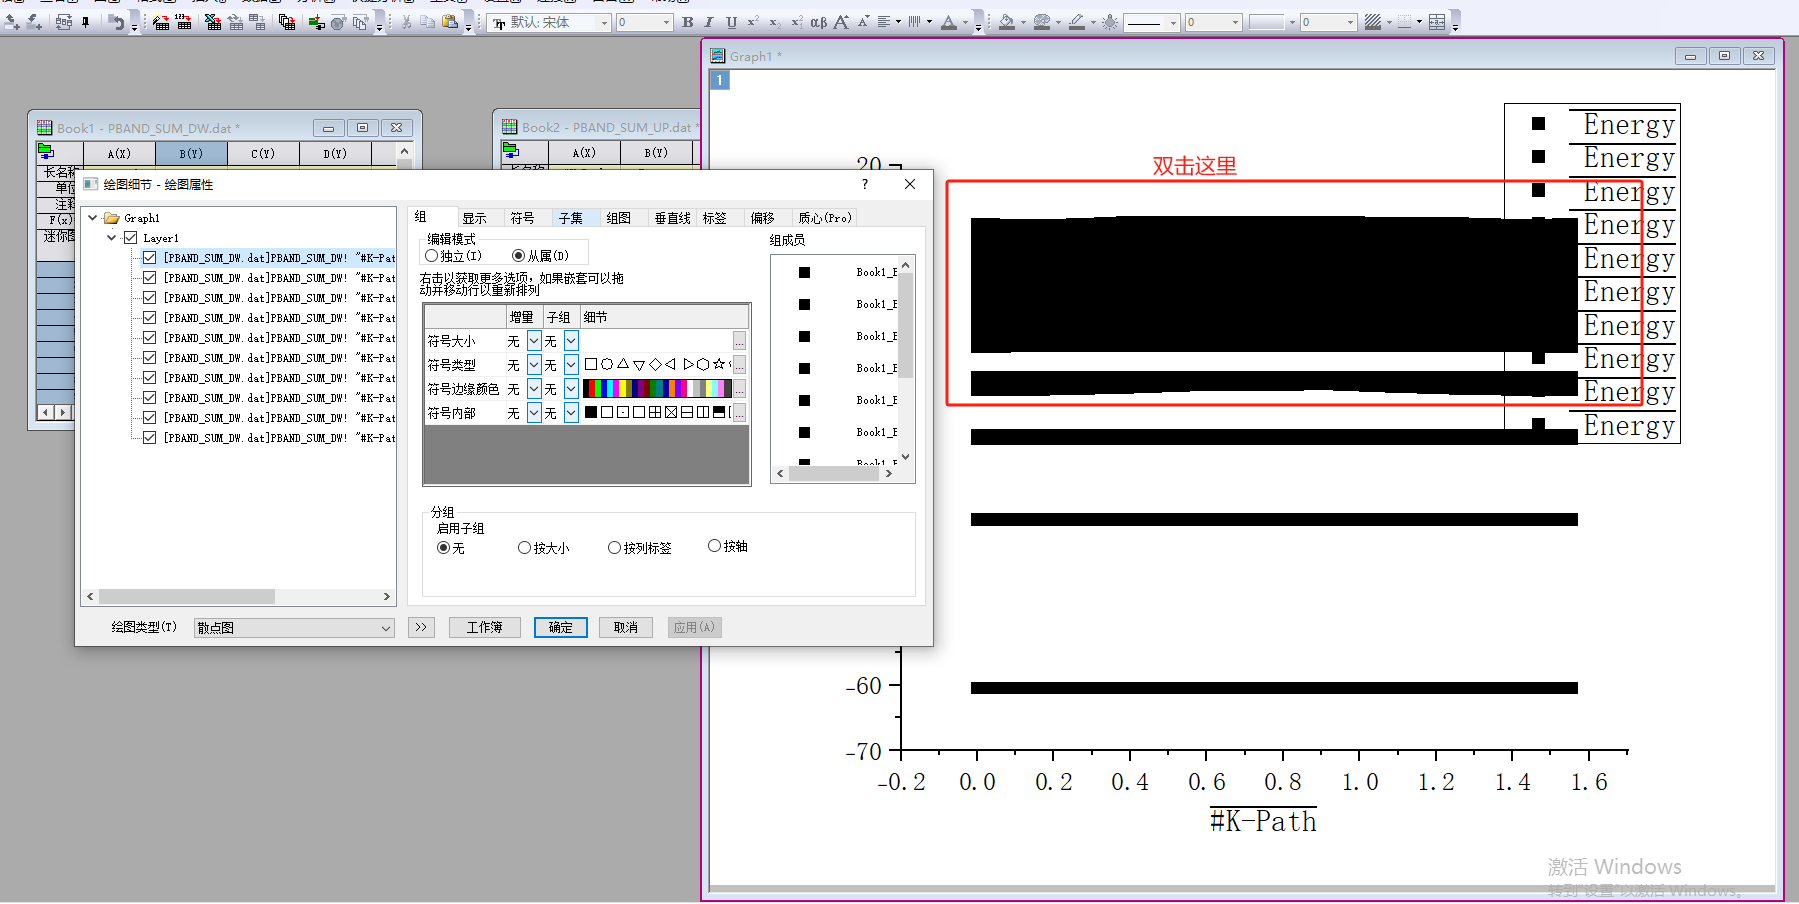 默认: 宋体
0
B
I
U
αβ
A
A
A
0
0
Graph1 *
1
Book1 - PBAND_SUM_DW.dat *
A(X)
B(Y)
C(Y)
D(Y)
长名称
单位
注释
F(x)=
迷你图
Book2 - PBAND_SUM_UP.dat *
A(X)
B(Y)
绘图细节 - 绘图属性
?
Graph1
Layer1
[PBAND_SUM_DW.dat]PBAND_SUM_DW! "#K-Pat
[PBAND_SUM_DW.dat]PBAND_SUM_DW! "#K-Pat
[PBAND_SUM_DW.dat]PBAND_SUM_DW! "#K-Pat
[PBAND_SUM_DW.dat]PBAND_SUM_DW! "#K-Pat
[PBAND_SUM_DW.dat]PBAND_SUM_DW! "#K-Pat
[PBAND_SUM_DW.dat]PBAND_SUM_DW! "#K-Pat
[PBAND_SUM_DW.dat]PBAND_SUM_DW! "#K-Pat
[PBAND_SUM_DW.dat]PBAND_SUM_DW! "#K-Pat
[PBAND_SUM_DW.dat]PBAND_SUM_DW! "#K-Pat
[PBAND_SUM_DW.dat]PBAND_SUM_DW! "#K-Pat
组
显示
符号
子集
组图
垂直线
标签
偏移
质心(Pro)
编辑模式
独立(I)
从属(D)
右击以获取更多选项，如果嵌套可以拖
动并移动行以重新排列
增量
子组
细节
符号大小 无 无 ...
符号类型 无 无 ...
符号边缘颜色 无 无 ...
符号内部 无 无 ...
组成员
Book1_E
Book1_E
Book1_E
Book1_E
Book1_E
Book1_E
Book1_E
分组
启用子组
无
按大小
按列标签
按轴
绘图类型(T)
散点图
>>
工作簿
确定
取消
应用(A)
双击这里
Energy
Energy
Energy
Energy
Energy
Energy
Energy
Energy
Energy
Energy
20
-60
-70
-0.2
0.0
0.2
0.4
0.6
0.8
1.0
1.2
1.4
1.6
#K-Path
激活 Windows
转到"设置"以激活 Windows。